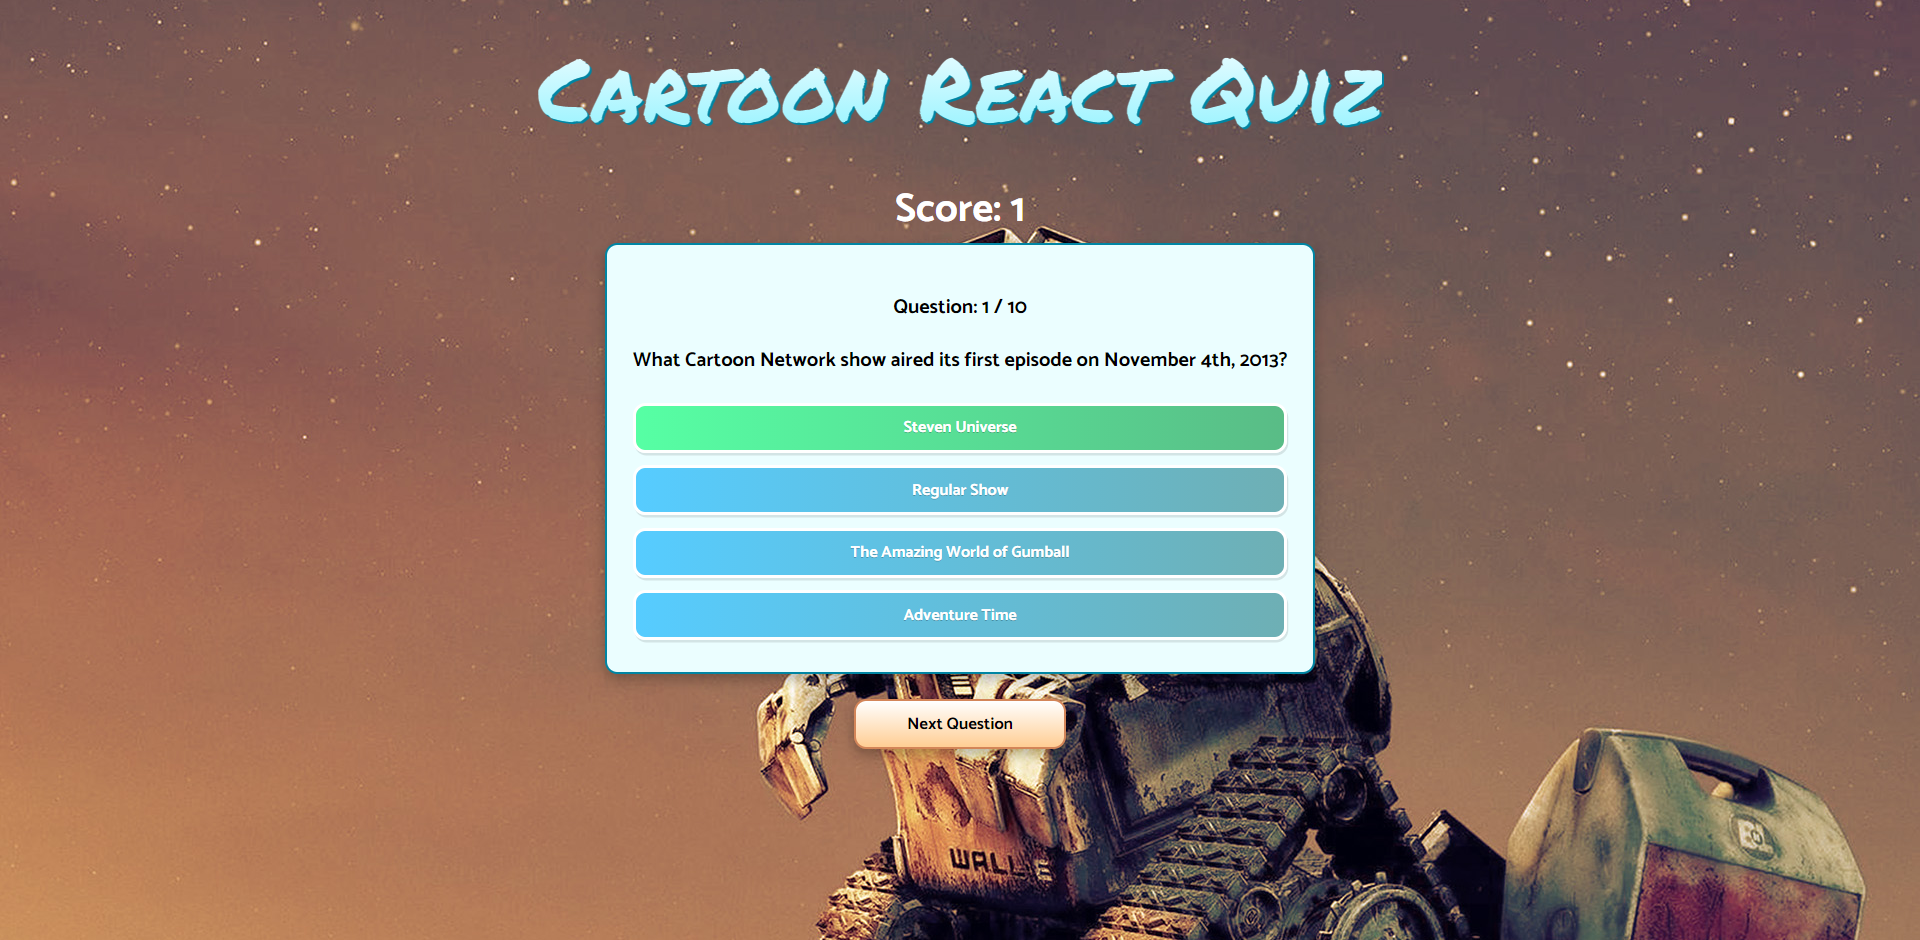 Cartoon React Quiz
Score: 1
Question: 1 / 10
What Cartoon Network show aired its first episode on November 4th, 2013?
Steven Universe
Regular Show
The Amazing World of Gumball
Adventure Time
Next Question
WALL